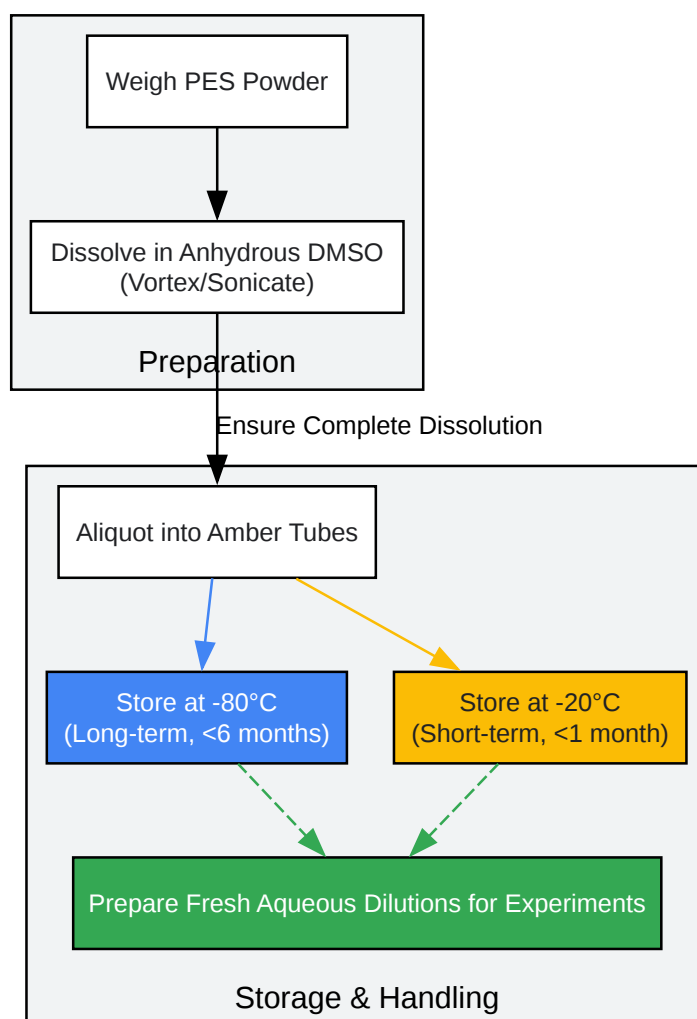 Weigh PES Powder
Dissolve in Anhydrous DMSO
(Vortex/Sonicate)
Preparation
Ensure Complete Dissolution
Aliquot into Amber Tubes
Store at -80°C
(Long-term, <6 months)
Store at -20°C
(Short-term, <1 month)
Prepare Fresh Aqueous Dilutions for Experiments
Storage & Handling